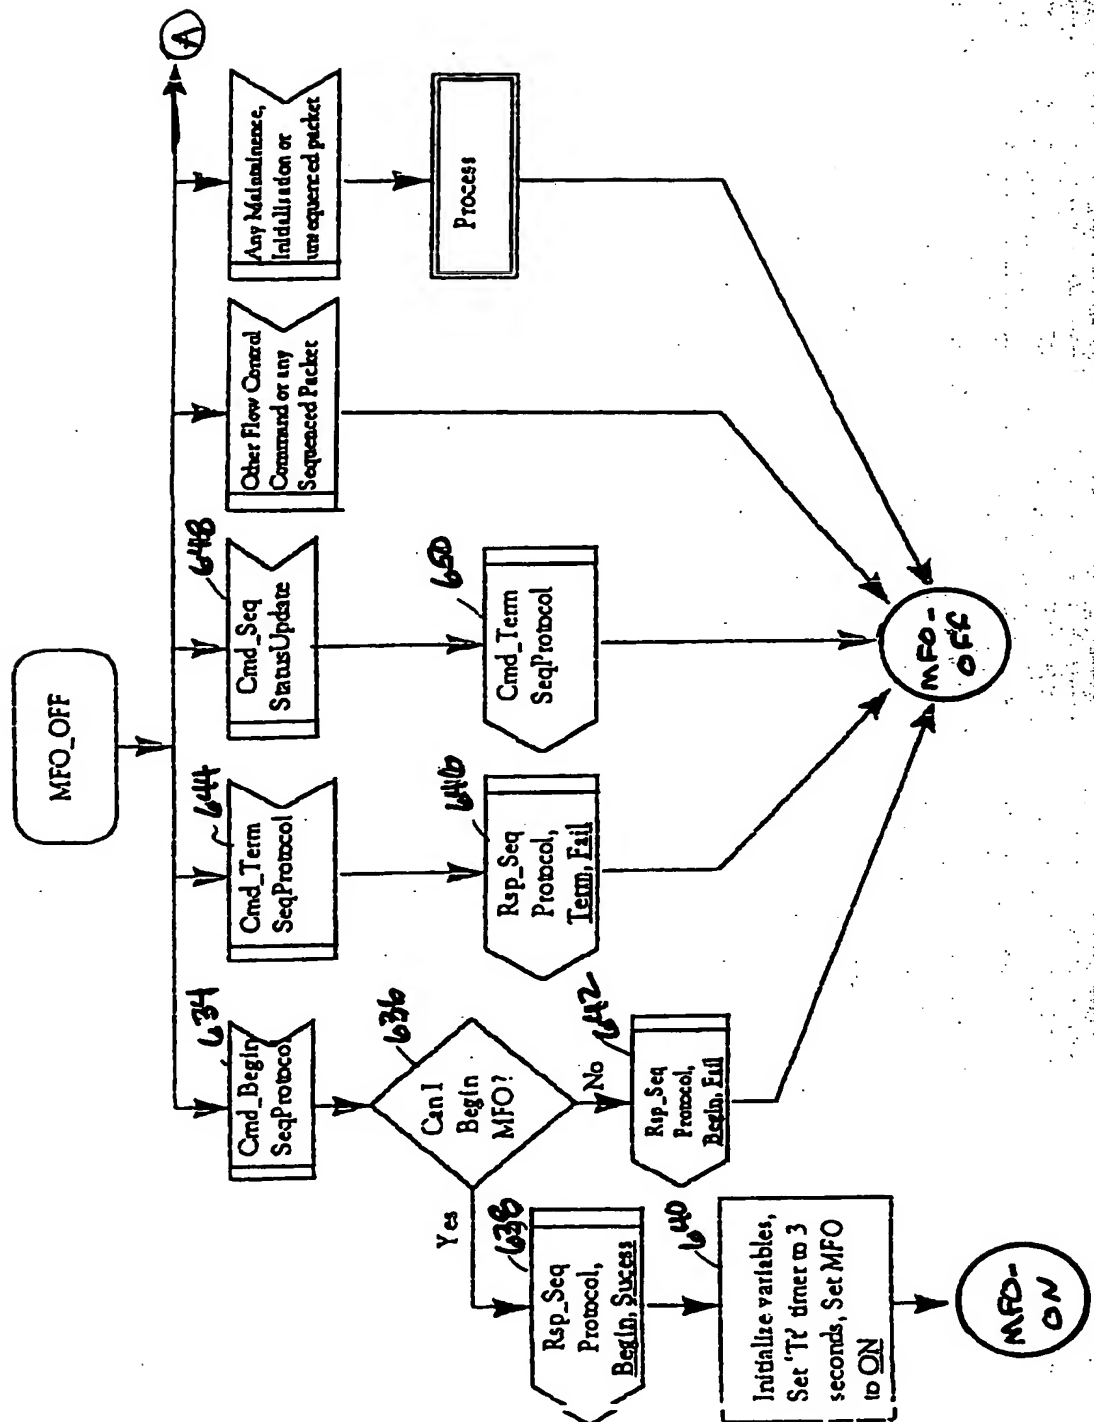 MFO_OFF
A
634
Cmd_Begin
SeqProtocol
644
Cmd_Term
SeqProtocol
648
Cmd_Seq
StatusUpdate
Other Flow Control
Command or any
Sequenced Packet
Any Maintainence,
Initialisation or
unsequenced packet
636
Can I
Begin
MFO?
Yes
No
638
Rsp_Seq
Protocol,
Begin, Sucess
642
Rsp_Seq
Protocol,
Begin, Fail
646
Rsp_Seq
Protocol,
Term, Fail
650
Cmd_Term
SeqProtocol
Process
640
Initialize variables,
Set 'Tt' timer to 3
seconds, Set MFO
to ON
MFO-
ON
MFO-
OFF